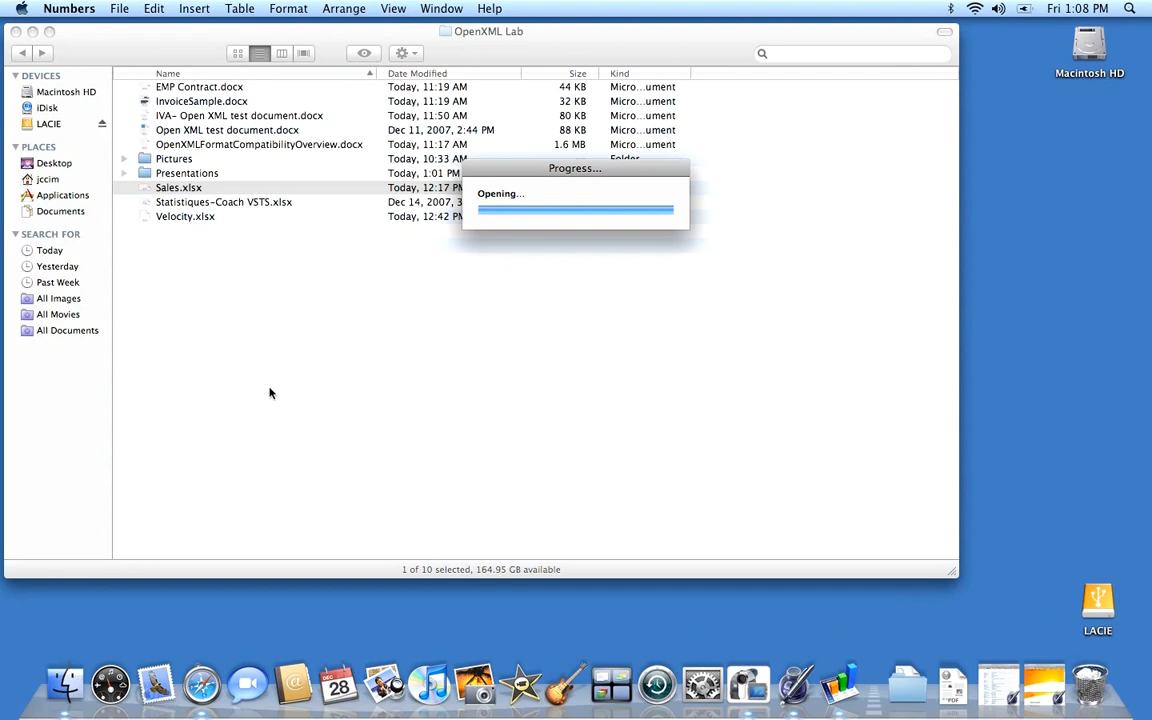 Numbers File Edit Insert Table Format Arrange View Window Help Fri 1:08 PM
OpenXML Lab
Name Date Modified Size Kind
DEVICES
Macintosh HD
iDisk
LACIE
PLACES
Desktop
jccim
Applications
Documents
SEARCH FOR
Today
Yesterday
Past Week
All Images
All Movies
All Documents
EMP Contract.docx Today, 11:19 AM 44 KB Micro...ument
InvoiceSample.docx Today, 11:19 AM 32 KB Micro...ument
IVA- Open XML test document.docx Today, 11:50 AM 80 KB Micro...ument
Open XML test document.docx Dec 11, 2007, 2:44 PM 88 KB Micro...ument
OpenXMLFormatCompatibilityOverview.docx Today, 11:17 AM 1.6 MB Micro...ument
Pictures Today, 10:33 AM Folder
Presentations Today, 1:01 PM
Sales.xlsx Today, 12:17 PM
Statistiques-Coach VSTS.xlsx Dec 14, 2007, 3
Velocity.xlsx Today, 12:42 PM
Progress...
Opening...
1 of 10 selected, 164.95 GB available
Macintosh HD
LACIE
DEC
28
PDF